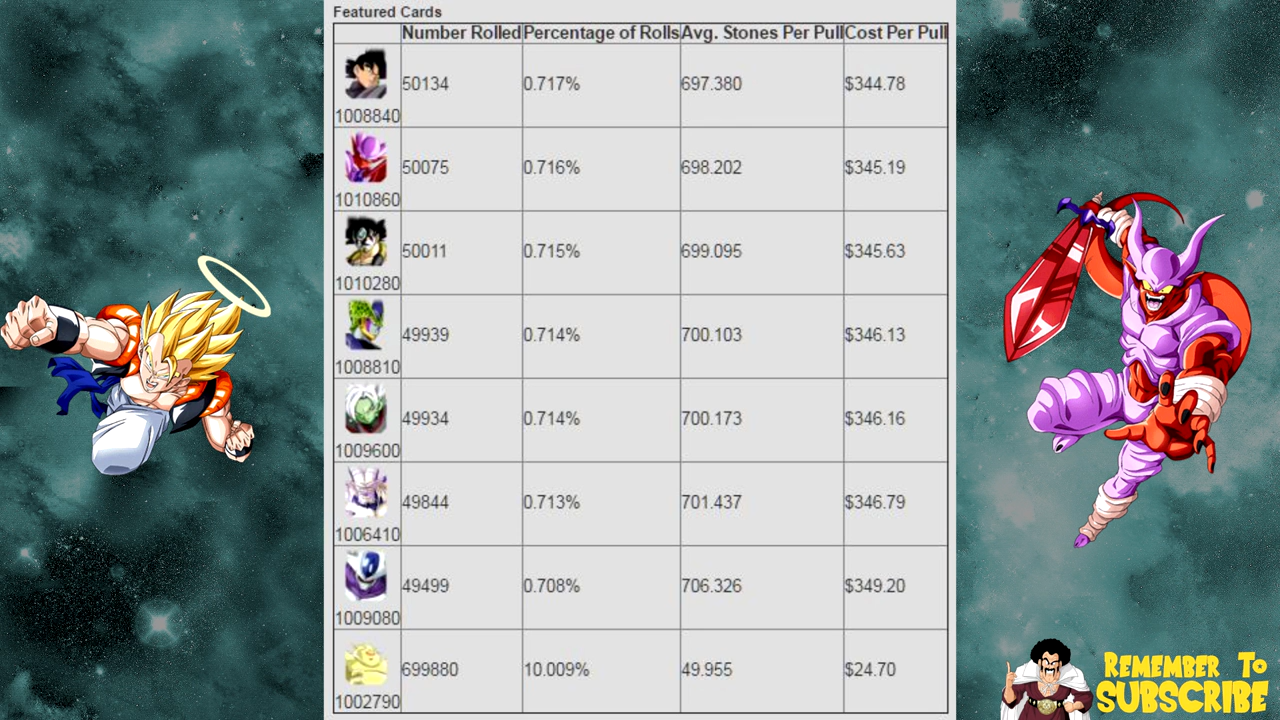 Featured Cards
Number Rolled Percentage of Rolls Avg. Stones Per Pull Cost Per Pull
50134 0.717% 697.380 $344.78
1008840
50075 0.716% 698.202 $345.19
1010860
50011 0.715% 699.095 $345.63
1010280
49939 0.714% 700.103 $346.13
1008810
49934 0.714% 700.173 $346.16
1009600
49844 0.713% 701.437 $346.79
1006410
49499 0.708% 706.326 $349.20
1009080
699880 10.009% 49.955 $24.70
1002790
REMEMBER TO
SUBSCRIBE